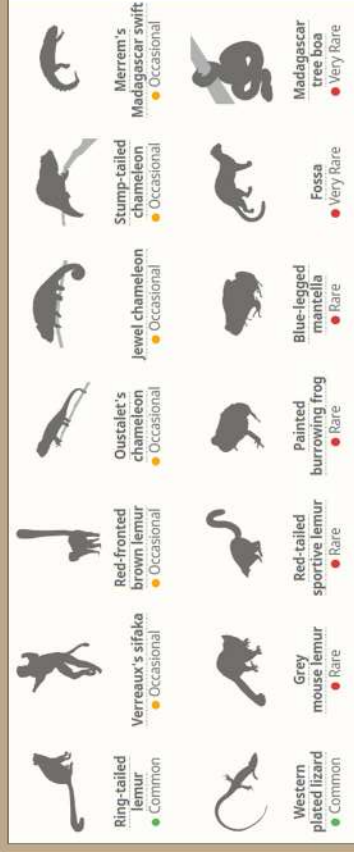 Ring-tailed
lemur
Common
Verreaux's sifaka
Occasional
Red-fronted
brown lemur
Occasional
Oustalet's
chameleon
Occasional
Jewel chameleon
Occasional
Stump-tailed
chameleon
Occasional
Merrem's
Madagascar swift
Occasional
Western
plated lizard
Common
Grey
mouse lemur
Rare
Red-tailed
sportive lemur
Rare
Painted
burrowing frog
Rare
Blue-legged
mantella
Rare
Fossa
Very Rare
Madagascar
tree boa
Very Rare